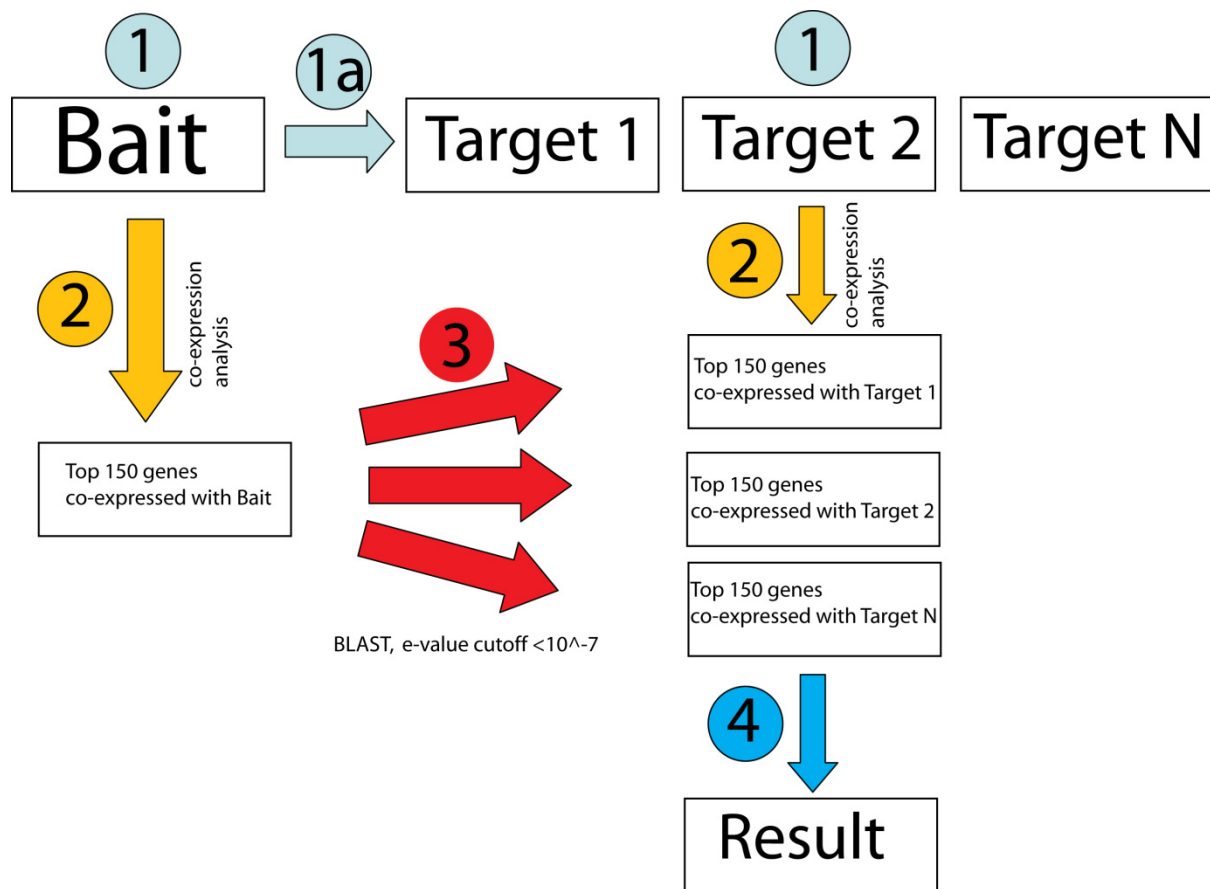 1
1a
1
Bait
Target 1
Target 2
Target N
2
co-expression
analysis
2
co-expression
analysis
3
Top 150 genes
co-expressed with Target 1
Top 150 genes
co-expressed with Bait
Top 150 genes
co-expressed with Target 2
Top 150 genes
co-expressed with Target N
BLAST, e-value cutoff <10^-7
4
Result